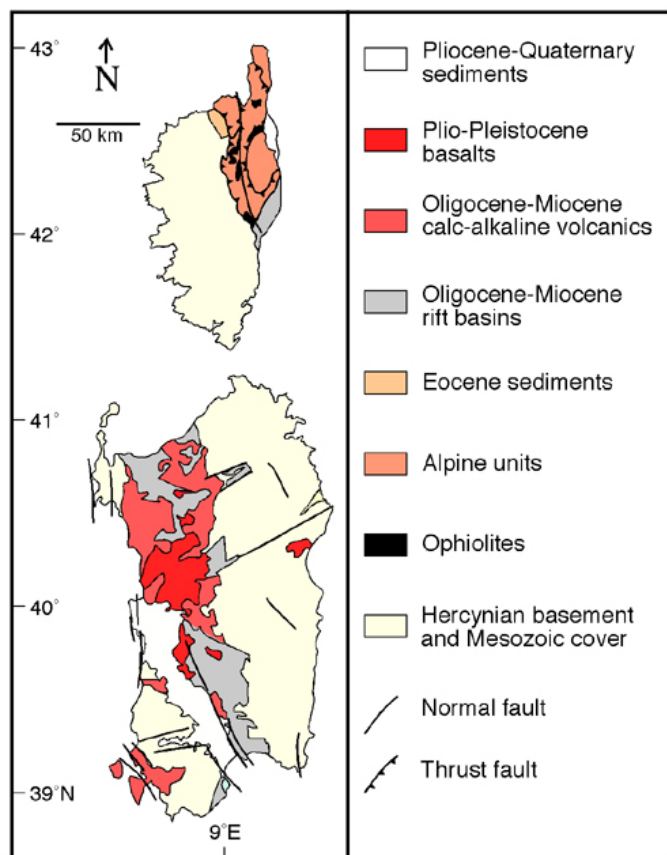 43°
N
50 km
42°
41°
40°
39°N
9°E
Pliocene-Quaternary
sediments
Plio-Pleistocene
basalts
Oligocene-Miocene
calc-alkaline volcanics
Oligocene-Miocene
rift basins
Eocene sediments
Alpine units
Ophiolites
Hercynian basement
and Mesozoic cover
Normal fault
Thrust fault